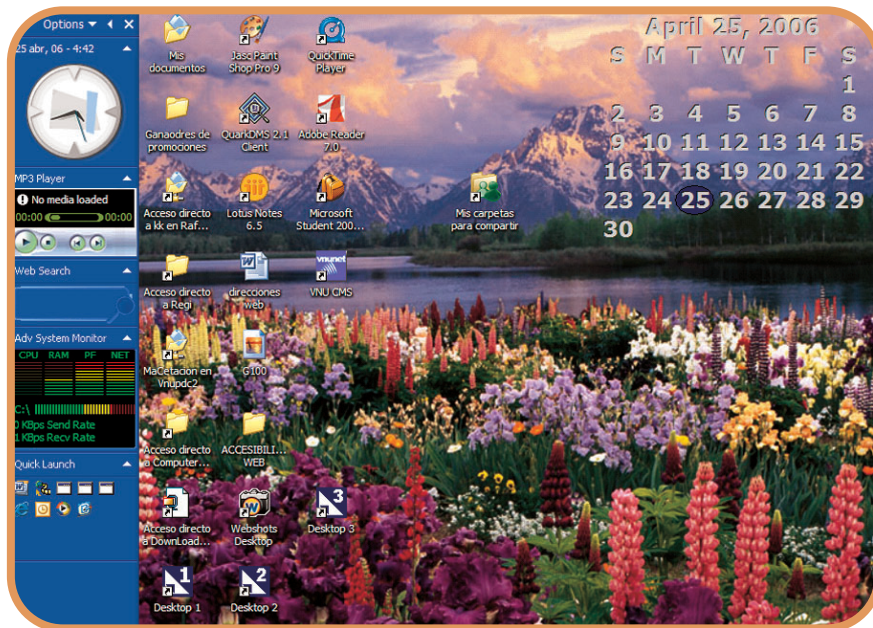 Options
25 abr, 06 - 4:42
MP3 Player
No media loaded
00:00 00:00
Web Search
Adv System Monitor
CPU RAM PF NET
C:\
0 KBps Send Rate
1 KBps Recv Rate
Quick Launch
Mis
documentos
Jasc Paint
Shop Pro 9
QuickTime
Player
Ganaodres de
promociones
QuarkDMS 2.1
Client
Adobe Reader
7.0
Acceso directo
a kk en Raf...
Lotus Notes
6.5
Microsoft
Student 200...
Mis carpetas
para compartir
Acceso directo
a Regi
direcciones
web
vnunet
VNU CMS
MaCetacion en
Vnupdc2
G100
Acceso directo
a Computer...
ACCESIBILI...
WEB
Acceso directo
a DownLoad...
Webshots
Desktop
3
Desktop 3
1
Desktop 1
2
Desktop 2
April 25, 2006
S M T W T F S
1
2 3 4 5 6 7 8
9 10 11 12 13 14 15
16 17 18 19 20 21 22
23 24 25 26 27 28 29
30